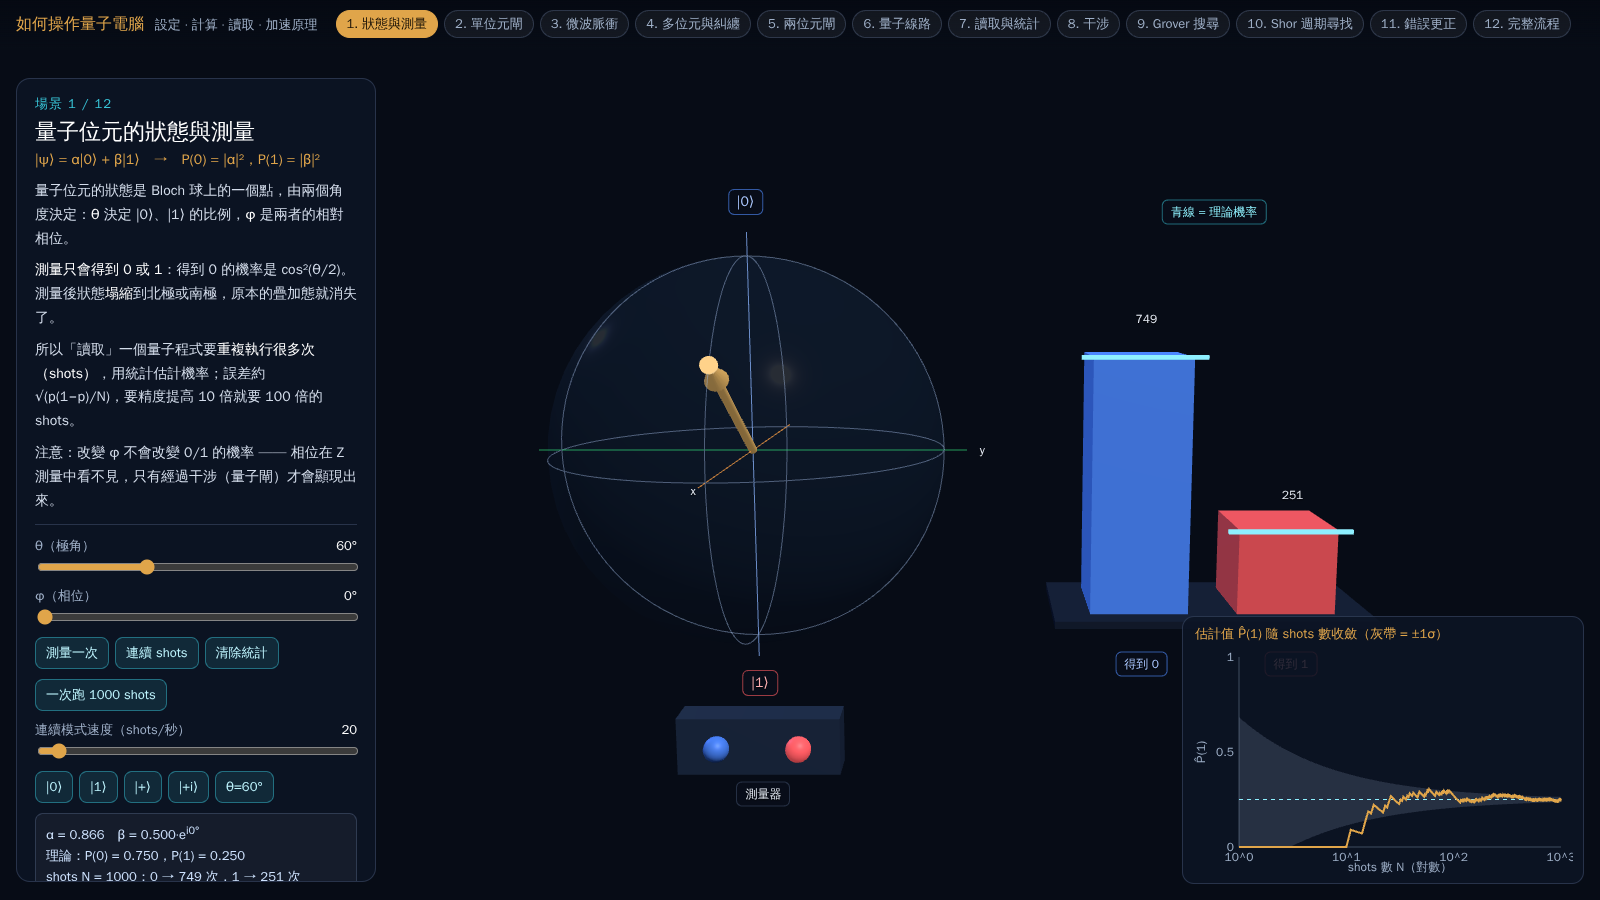 如何操作量子電腦 設定 · 計算 · 讀取 · 加速原理
1. 狀態與測量
2. 單位元閘
3. 微波脈衝
4. 多位元與糾纏
5. 兩位元閘
6. 量子線路
7. 讀取與統計
8. 干涉
9. Grover 搜尋
10. Shor 週期尋找
11. 錯誤更正
12. 完整流程
場景 1 / 12
量子位元的狀態與測量
|ψ⟩ = α|0⟩ + β|1⟩ → P(0) = |α|²，P(1) = |β|²
量子位元的狀態是 Bloch 球上的一個點，由兩個角
度決定：θ 決定 |0⟩、|1⟩ 的比例，φ 是兩者的相對
相位。
測量只會得到 0 或 1：得到 0 的機率是 cos²(θ/2)。
測量後狀態塌縮到北極或南極，原本的疊加態就消失
了。
所以「讀取」一個量子程式要重複執行很多次
（shots），用統計估計機率；誤差約
√(p(1−p)/N)，要精度提高 10 倍就要 100 倍的
shots。
注意：改變 φ 不會改變 0/1 的機率 —— 相位在 Z
測量中看不見，只有經過干涉（量子閘）才會顯現出
來。
θ（極角） 60°
φ（相位） 0°
測量一次
連續 shots
清除統計
一次跑 1000 shots
連續模式速度（shots/秒） 20
|0⟩
|1⟩
|+⟩
|+i⟩
θ=60°
α = 0.866 β = 0.500·e^i0°
理論：P(0) = 0.750，P(1) = 0.250
shots N = 1000：0 → 749 次，1 → 251 次
|0⟩
y
x
|1⟩
測量器
青線 = 理論機率
749
251
得到 0
得到 1
估計值 P̂(1) 隨 shots 數收斂（灰帶 = ±1σ）
1
0.5
0
P̂(1)
10^0
10^1
10^2
10^3
shots 數 N（對數）